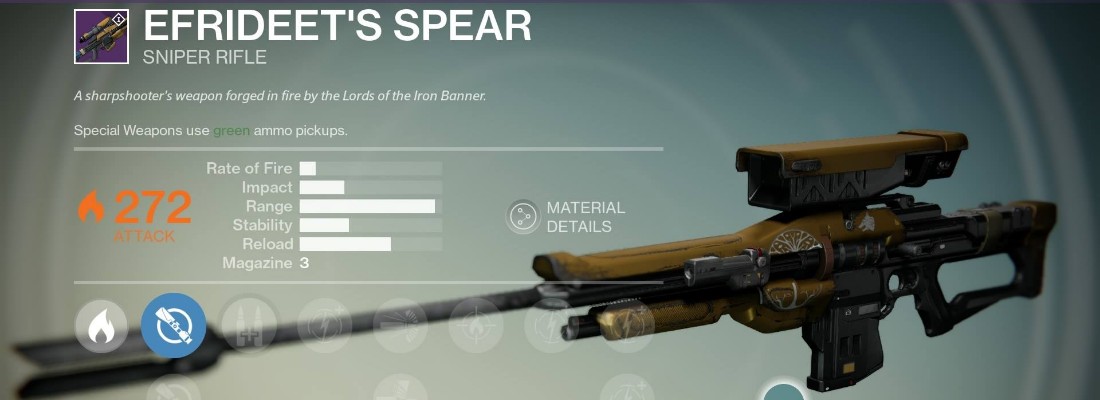 EFRIDEET'S SPEAR
SNIPER RIFLE
A sharpshooter's weapon forged in fire by the Lords of the Iron Banner.
Special Weapons use green ammo pickups.
272
ATTACK
Rate of Fire
Impact
Range
Stability
Reload
Magazine 3
MATERIAL
DETAILS